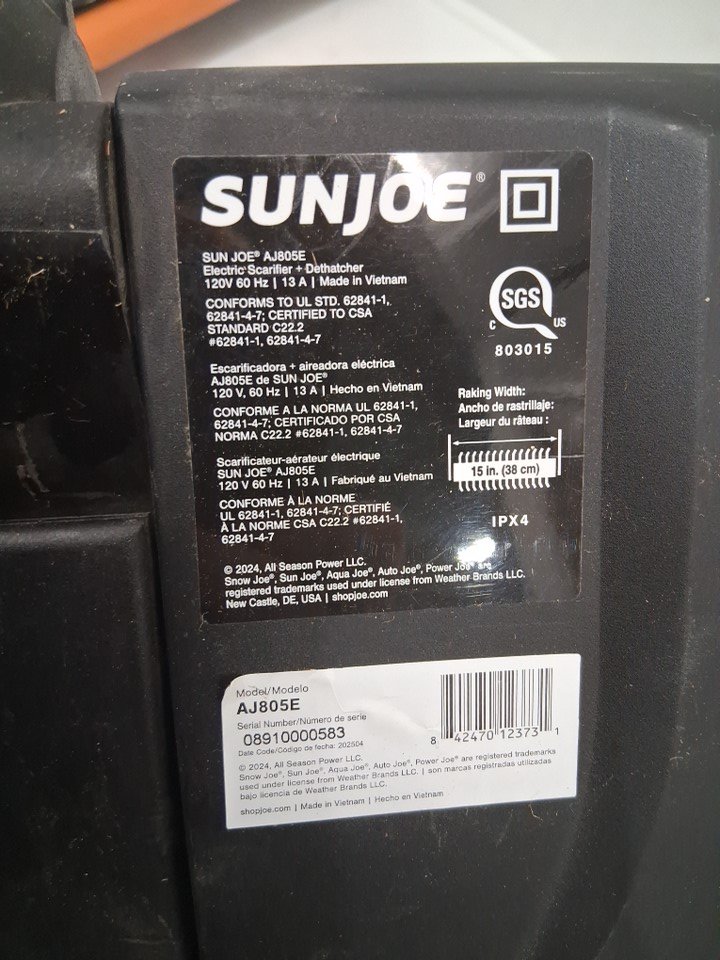 SUNJOE®
SUN JOE® AJ805E
Electric Scarifier + Dethatcher
120V 60 Hz | 13 A | Made in Vietnam
CONFORMS TO UL STD. 62841-1,
62841-4-7; CERTIFIED TO CSA
STANDARD C22.2
#62841-1, 62841-4-7
SGS
C US
803015
Escarificadora + aireadora eléctrica
AJ805E de SUN JOE®
120 V, 60 Hz | 13 A | Hecho en Vietnam
CONFORME A LA NORMA UL 62841-1,
62841-4-7; CERTIFICADO POR CSA
NORMA C22.2 #62841-1, 62841-4-7
Raking Width:
Ancho de rastrillaje:
Largeur du râteau :
15 in. (38 cm)
IPX4
Scarificateur-aérateur électrique
SUN JOE® AJ805E
120 V 60 Hz | 13 A | Fabriqué au Vietnam
CONFORME À LA NORME
UL 62841-1, 62841-4-7; CERTIFIÉ
À LA NORME CSA C22.2 #62841-1,
62841-4-7
© 2024, All Season Power LLC.
Snow Joe®, Sun Joe®, Aqua Joe®, Auto Joe®, Power Joe® are
registered trademarks used under license from Weather Brands LLC.
New Castle, DE, USA | shopjoe.com
Model/Modelo
AJ805E
Serial Number/Número de serie
08910000583
Date Code/Código de fecha: 202504
8 42470 12373 1
© 2024, All Season Power LLC.
Snow Joe®, Sun Joe®, Aqua Joe®, Auto Joe®, Power Joe® are registered trademarks
used under license from Weather Brands LLC. | son marcas registradas utilizadas
bajo licencia de Weather Brands LLC.
shopjoe.com | Made in Vietnam | Hecho en Vietnam